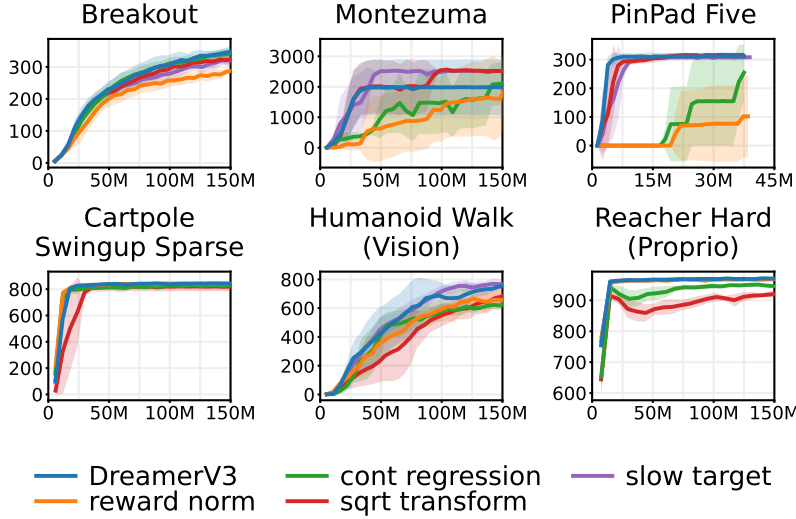 Breakout
Montezuma
PinPad Five
300
200
100
0
50M
100M
150M
3000
2000
1000
0
0
50M
100M
150M
300
200
100
0
0
15M
30M
45M
0
Cartpole
Swingup Sparse
Humanoid Walk
(Vision)
Reacher Hard
(Proprio)
800
600
400
200
0
0
50M
100M
150M
800
600
400
200
0
0
50M
100M
150M
900
800
700
600
0
50M
100M
150M
DreamerV3
cont regression
slow target
reward norm
sqrt transform